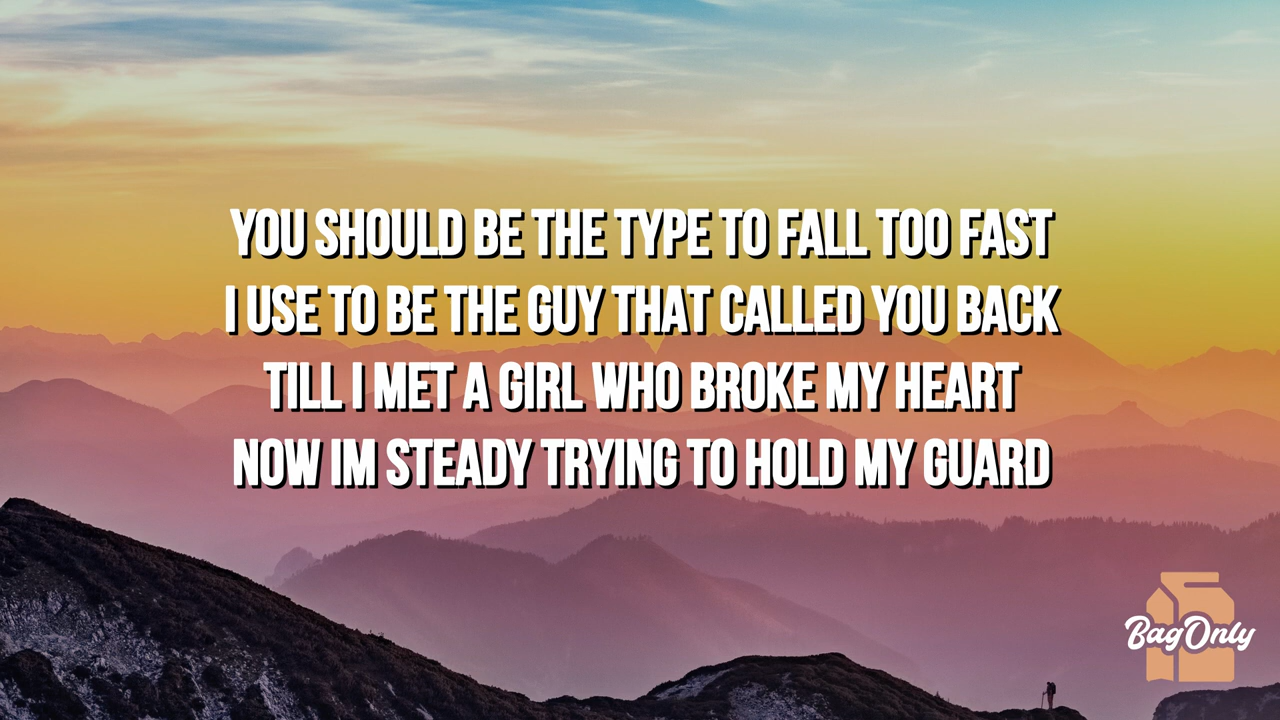 YOU SHOULD BE THE TYPE TO FALL TOO FAST
I USE TO BE THE GUY THAT CALLED YOU BACK
TILL I MET A GIRL WHO BROKE MY HEART
NOW IM STEADY TRYING TO HOLD MY GUARD
BagOnly